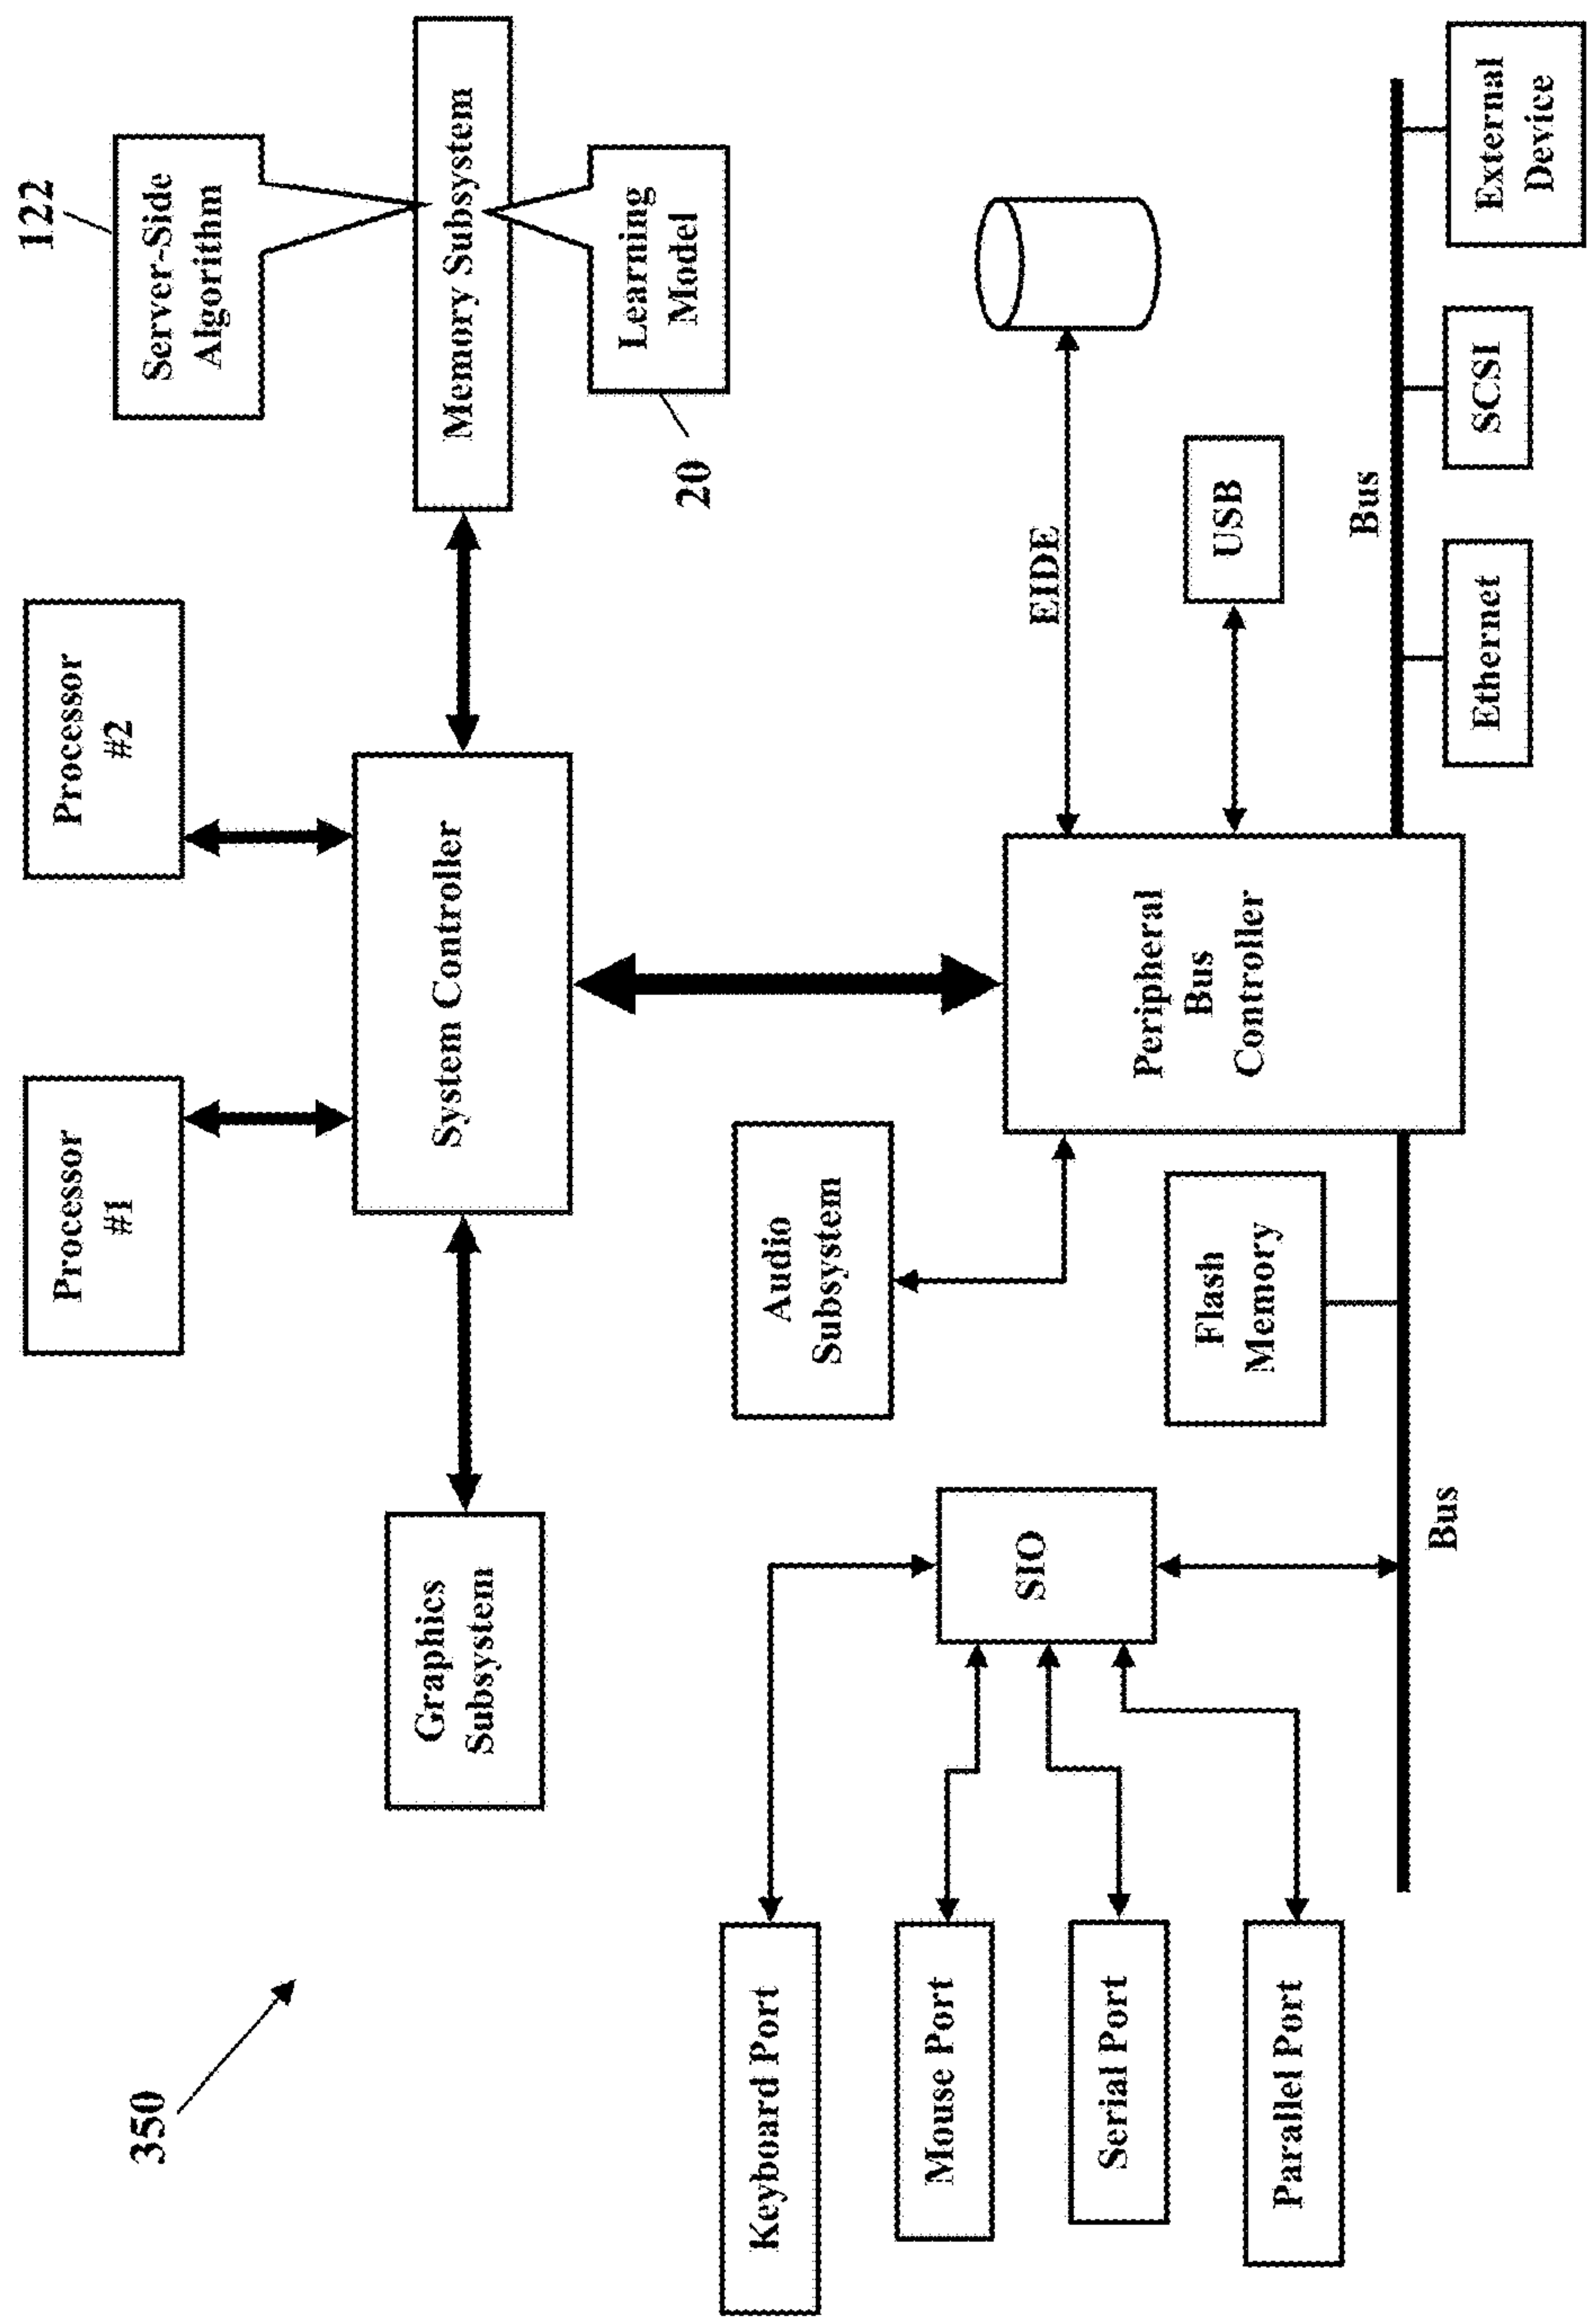 350
122
Server-Side
Algorithm
Processor
#1
Processor
#2
Graphics
Subsystem
System Controller
Memory Subsystem
Learning
Model
20
Audio
Subsystem
Keyboard Port
Mouse Port
Serial Port
Parallel Port
SIO
Flash
Memory
Peripheral
Bus
Controller
EIDE
USB
Bus
Bus
Ethernet
SCSI
External
Device